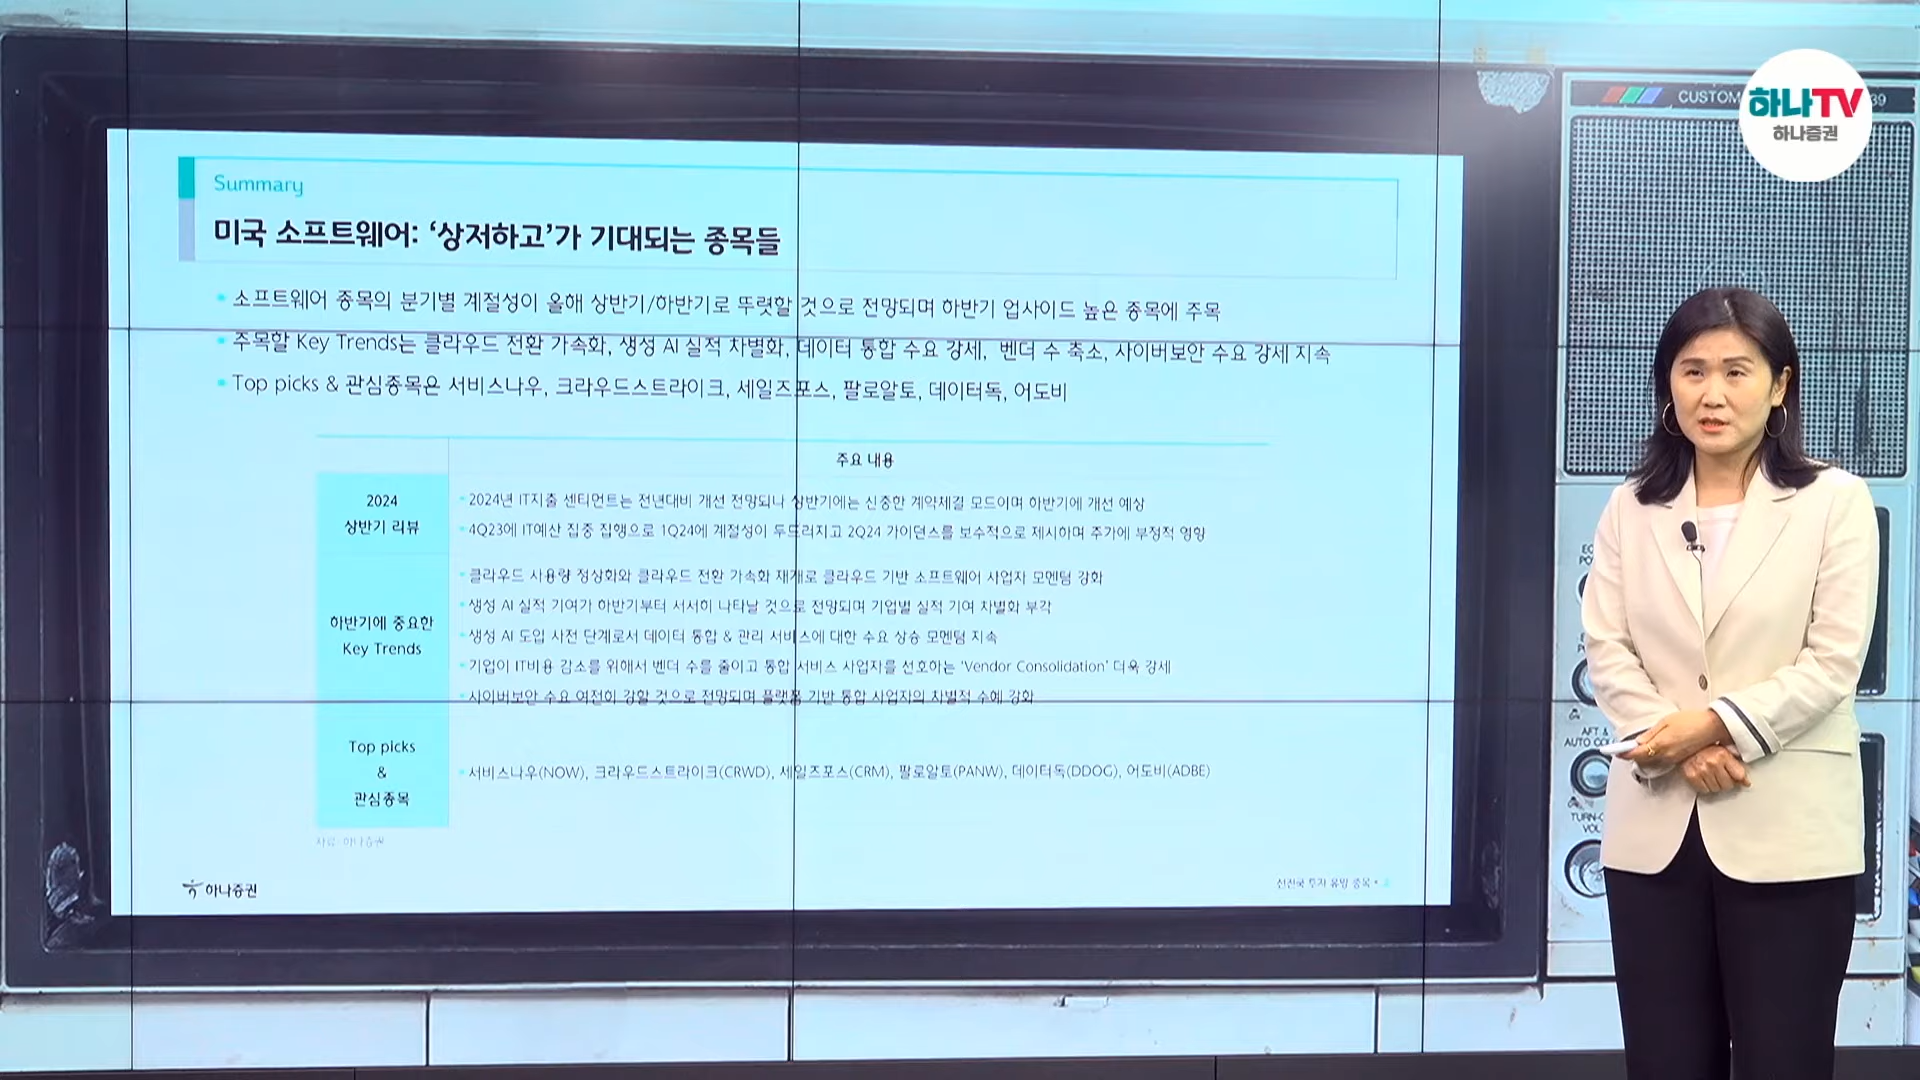 하나TV
하나증권
CUSTOM
39
Summary
미국 소프트웨어: ‘상저하고’가 기대되는 종목들
• 소프트웨어 종목의 분기별 계절성이 올해 상반기/하반기로 뚜렷할 것으로 전망되며 하반기 업사이드 높은 종목에 주목
• 주목할 Key Trends는 클라우드 전환 가속화, 생성 AI 실적 차별화, 데이터 통합 수요 강세, 벤더 수 축소, 사이버보안 수요 강세 지속
• Top picks & 관심종목은 서비스나우, 크라우드스트라이크, 세일즈포스, 팔로알토, 데이터독, 어도비
주요 내용
2024
상반기 리뷰
• 2024년 IT지출 센티먼트는 전년대비 개선 전망되나 상반기에는 신중한 계약체결 모드이며 하반기에 개선 예상
• 4Q23에 IT예산 집중 집행으로 1Q24에 계절성이 두드러지고 2Q24 가이던스를 보수적으로 제시하며 주가에 부정적 영향
하반기에 중요한
Key Trends
• 클라우드 사용량 정상화와 클라우드 전환 가속화 재개로 클라우드 기반 소프트웨어 사업자 모멘텀 강화
• 생성 AI 실적 기여가 하반기부터 서서히 나타날 것으로 전망되며 기업별 실적 기여 차별화 부각
• 생성 AI 도입 사전 단계로서 데이터 통합 & 관리 서비스에 대한 수요 상승 모멘텀 지속
• 기업이 IT비용 감소를 위해서 벤더 수를 줄이고 통합 서비스 사업자를 선호하는 ‘Vendor Consolidation’ 더욱 강세
• 사이버보안 수요 여전히 강할 것으로 전망되며 플랫폼 기반 통합 사업자의 차별적 수혜 강화
Top picks
&
관심종목
• 서비스나우(NOW), 크라우드스트라이크(CRWD), 세일즈포스(CRM), 팔로알토(PANW), 데이터독(DDOG), 어도비(ADBE)
자료: 하나증권
하나증권
선진국 투자 유망 종목 •
AFT &
AUTO CO
TURN-
VOL